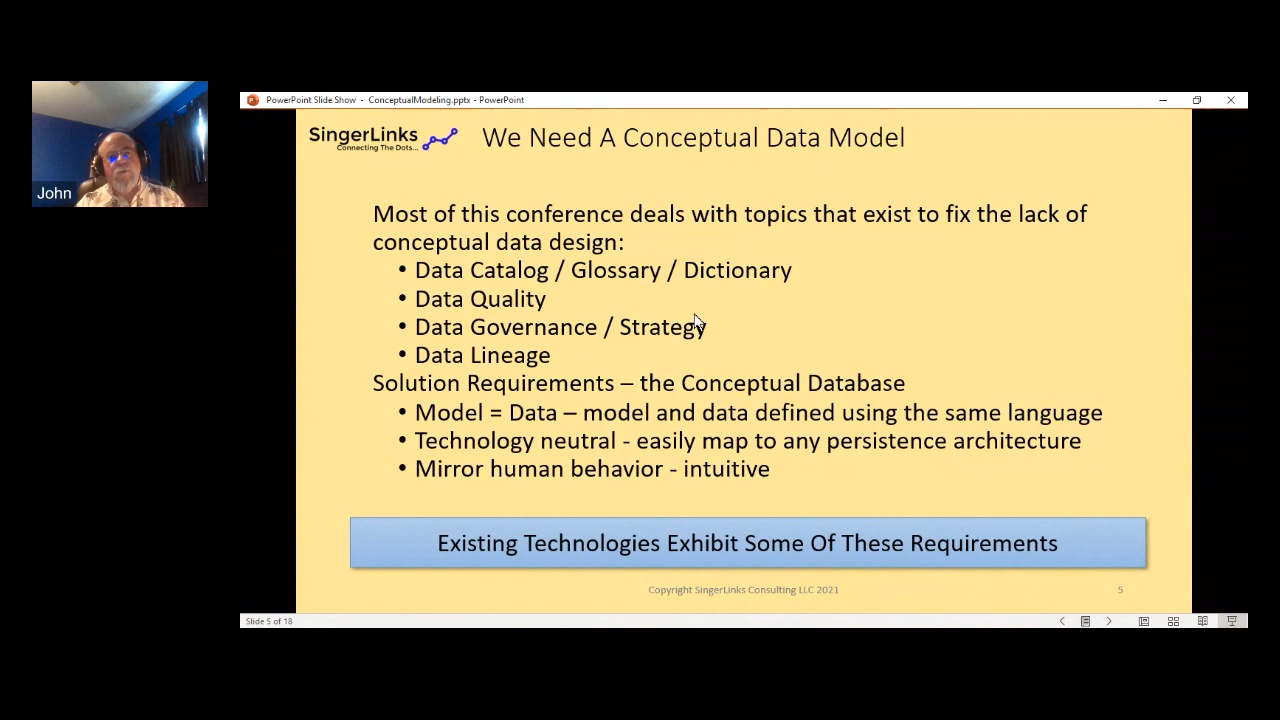 PowerPoint Slide Show - ConceptualModeling.pptx - PowerPoint
SingerLinks
Connecting The Dots...
We Need A Conceptual Data Model
John
Most of this conference deals with topics that exist to fix the lack of
conceptual data design:
• Data Catalog / Glossary / Dictionary
• Data Quality
• Data Governance / Strategy
• Data Lineage
Solution Requirements – the Conceptual Database
• Model = Data – model and data defined using the same language
• Technology neutral - easily map to any persistence architecture
• Mirror human behavior - intuitive
Existing Technologies Exhibit Some Of These Requirements
Copyright SingerLinks Consulting LLC 2021
5
Slide 5 of 18